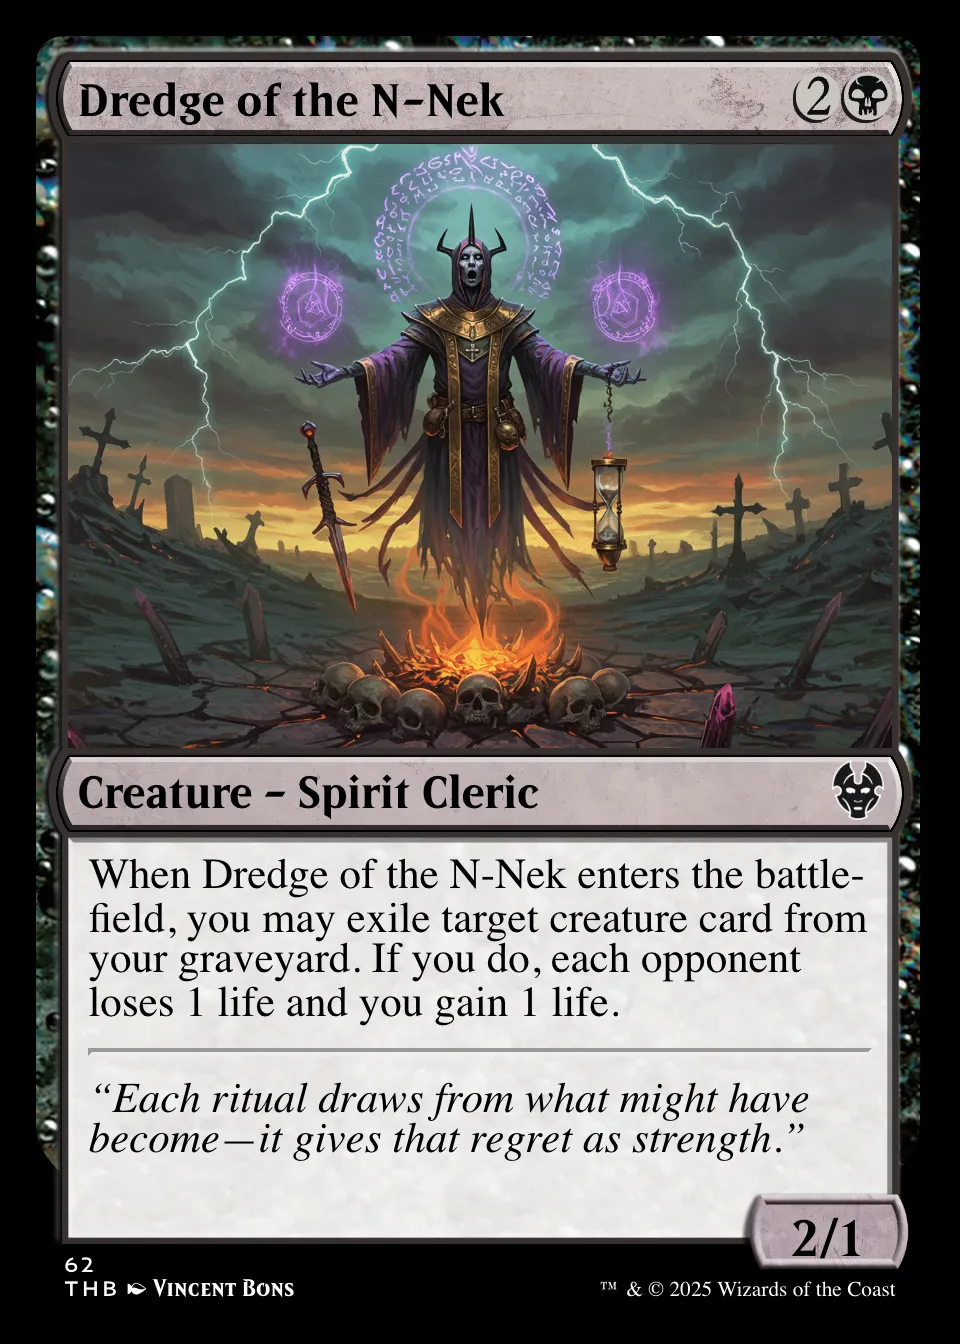 Dredge of the N-Nek 2
Creature – Spirit Cleric
When Dredge of the N-Nek enters the battle-
field, you may exile target creature card from
your graveyard. If you do, each opponent
loses 1 life and you gain 1 life.
“Each ritual draws from what might have
become—it gives that regret as strength.”
2/1
62
THB Vincent Bons
™ & © 2025 Wizards of the Coast